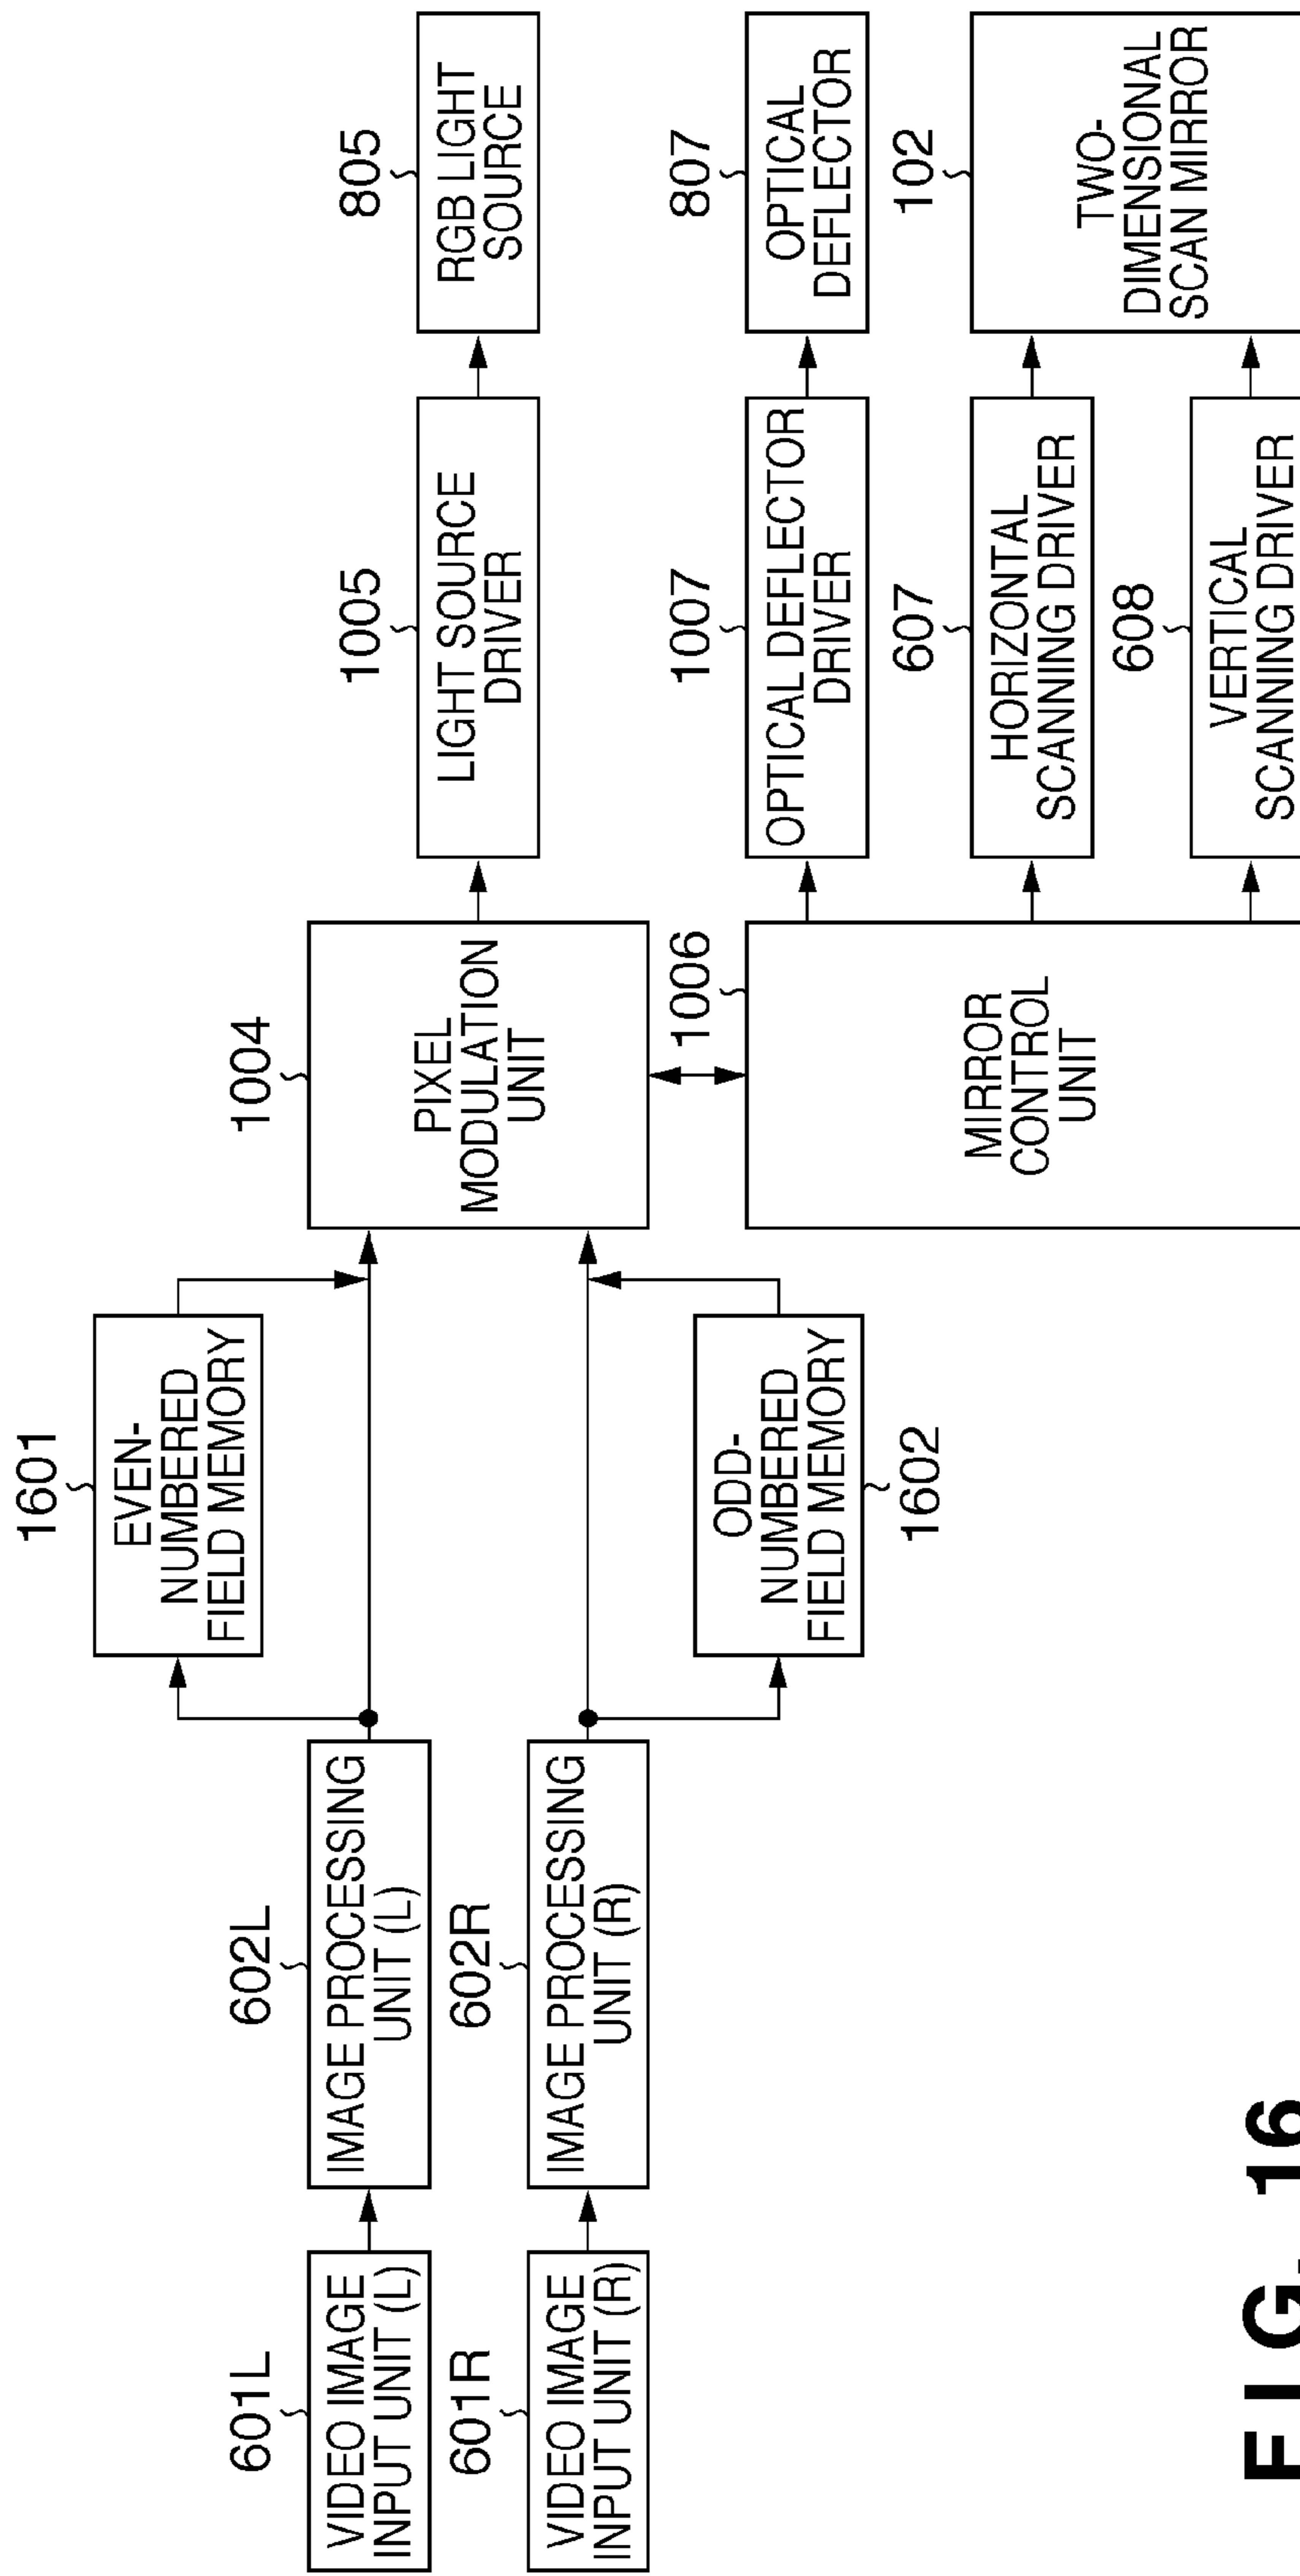 1601
EVEN-
NUMBERED
FIELD MEMORY
601L
VIDEO IMAGE
INPUT UNIT (L)
602L
IMAGE PROCESSING
UNIT (L)
1004
PIXEL
MODULATION
UNIT
1005
LIGHT SOURCE
DRIVER
805
RGB LIGHT
SOURCE
601R
VIDEO IMAGE
INPUT UNIT (R)
602R
IMAGE PROCESSING
UNIT (R)
ODD-
NUMBERED
FIELD MEMORY
1602
1006
MIRROR
CONTROL
UNIT
1007
OPTICAL DEFLECTOR
DRIVER
807
OPTICAL
DEFLECTOR
607
HORIZONTAL
SCANNING DRIVER
102
TWO-
DIMENSIONAL
SCAN MIRROR
608
VERTICAL
SCANNING DRIVER
FIG. 16